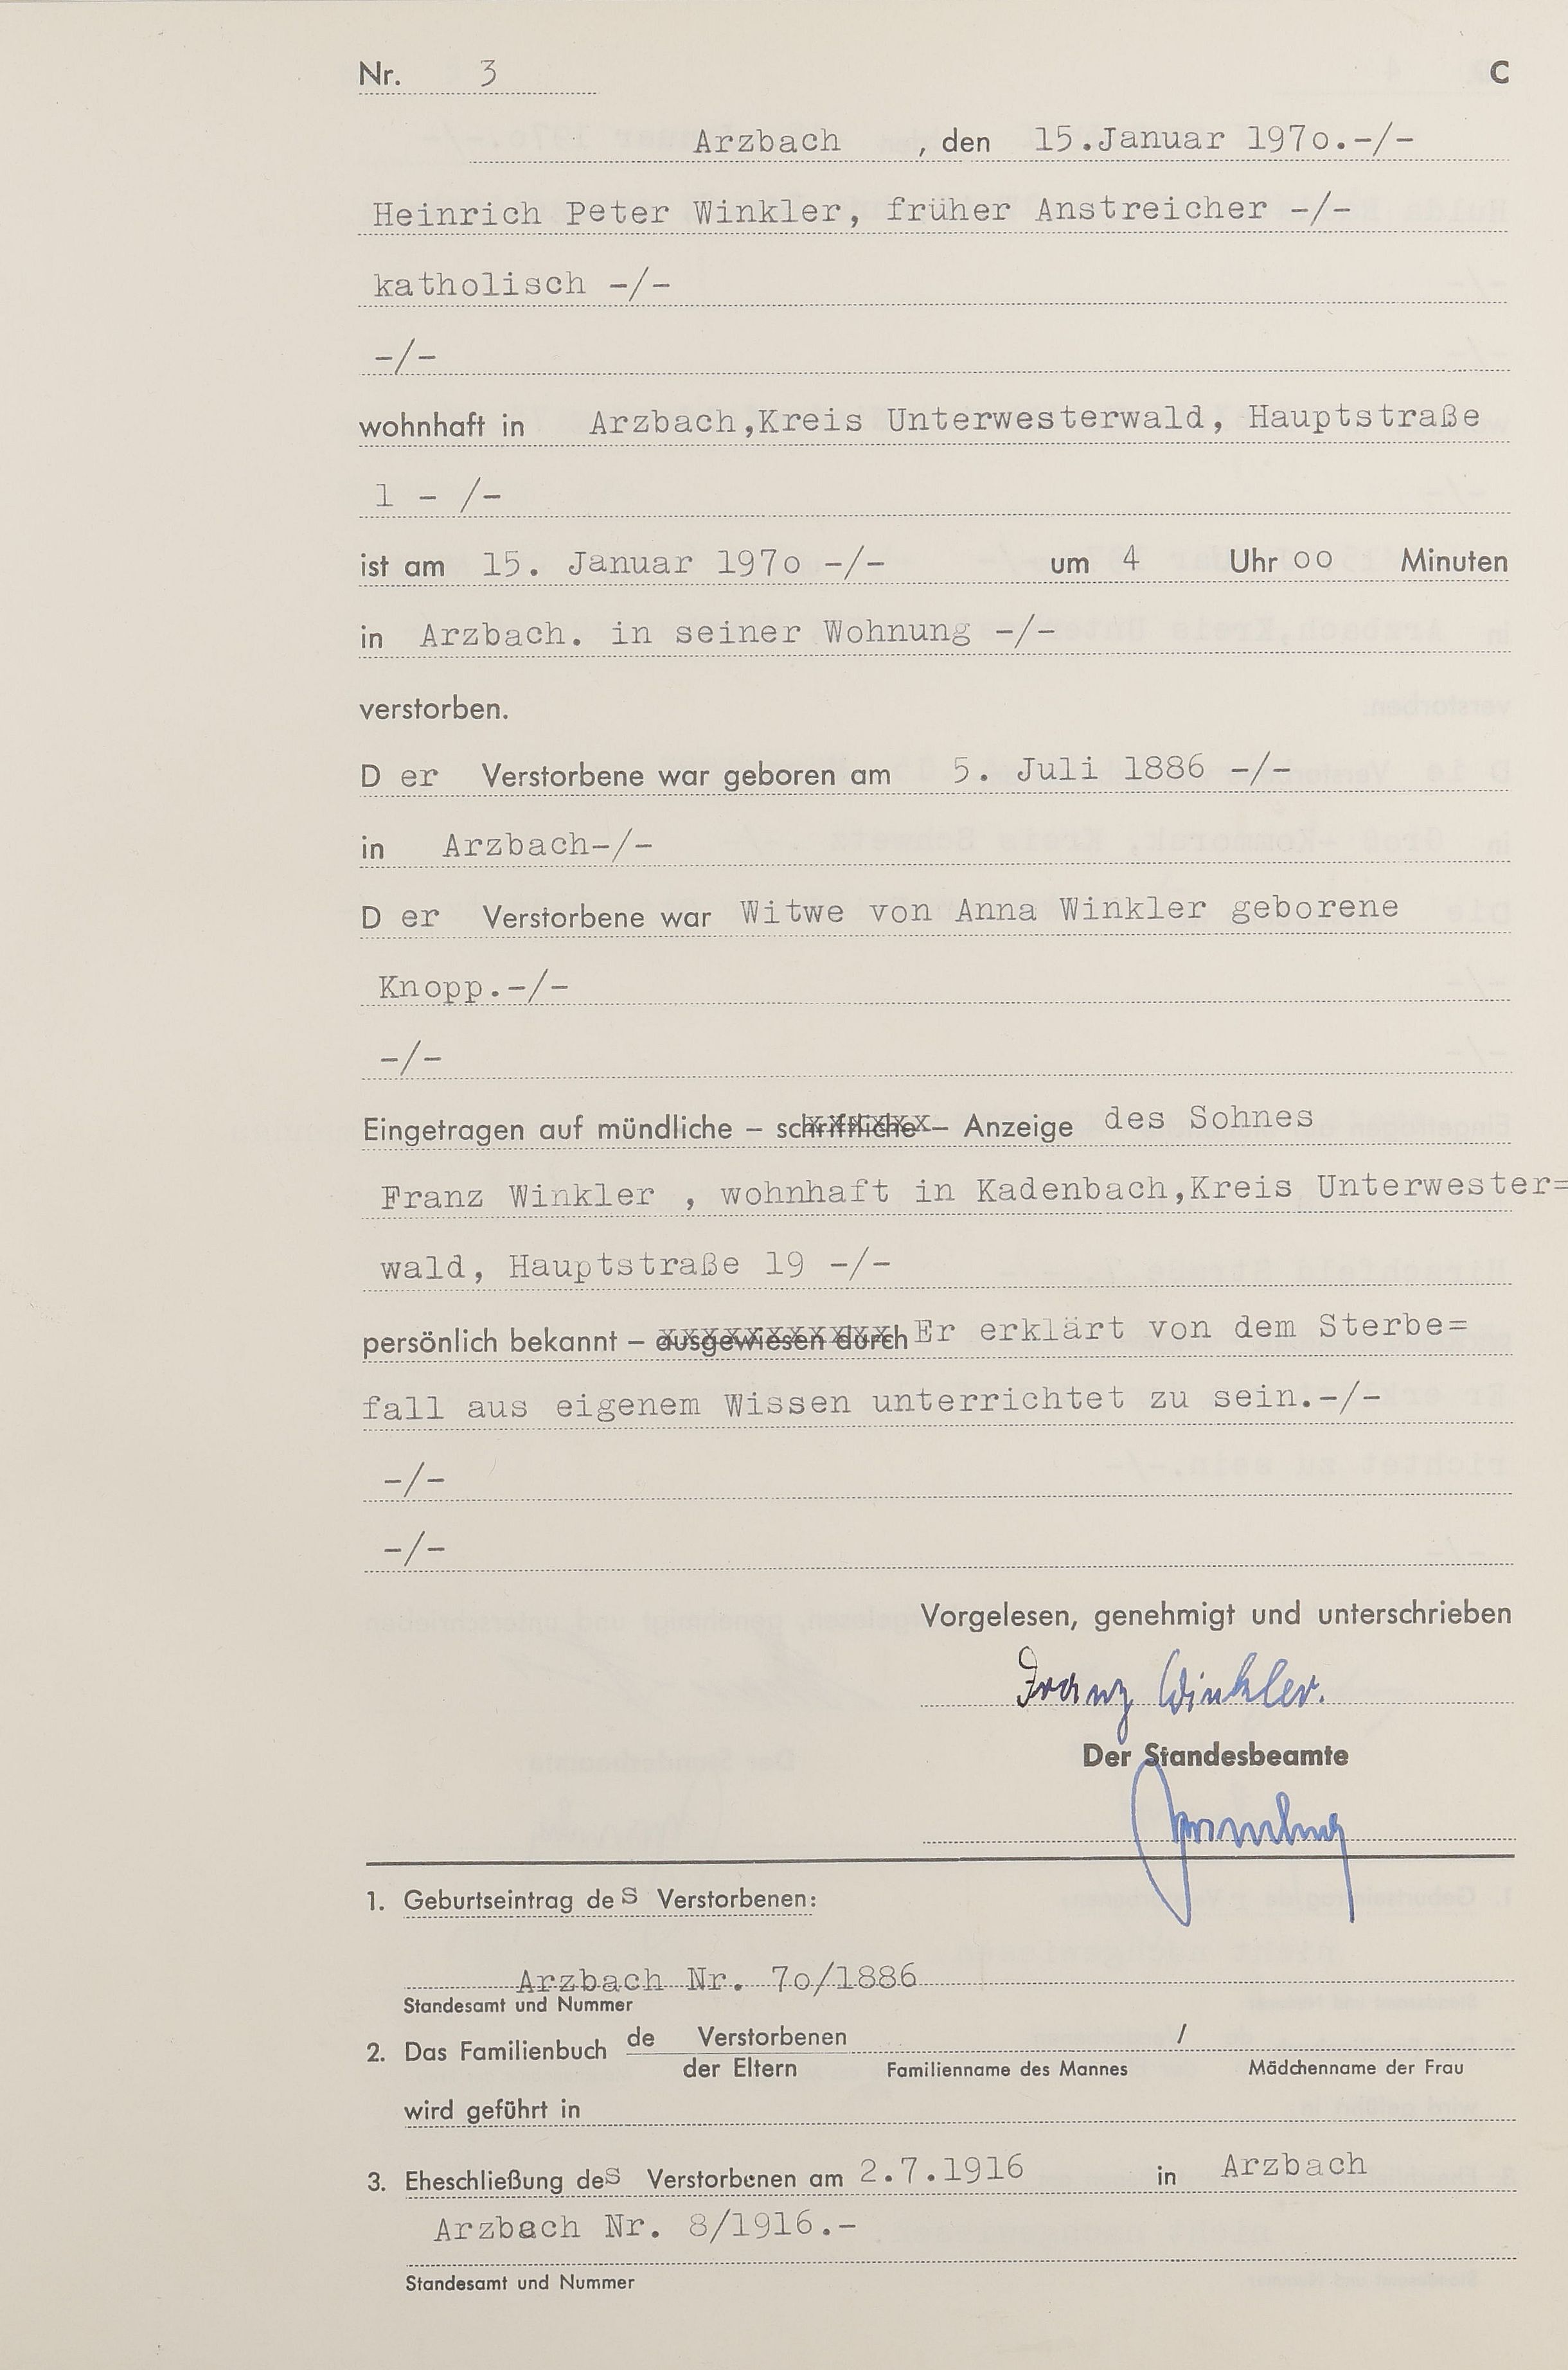 Nr. 3 C
Arzbach , den 15.Januar 197o.-/-
Heinrich Peter Winkler, früher Anstreicher -/-
katholisch -/-
-/-
wohnhaft in Arzbach,Kreis Unterwesterwald, Hauptstraße
1 - /-
ist am 15. Januar 197o -/- um 4 Uhr oo Minuten
in Arzbach. in seiner Wohnung -/-
verstorben.
D er Verstorbene war geboren am 5. Juli 1886 -/-
in Arzbach-/-
D er Verstorbene war Witwe von Anna Winkler geborene
Knopp.-/-
-/-
Eingetragen auf mündliche – schriftliche – Anzeige des Sohnes
Franz Winkler , wohnhaft in Kadenbach,Kreis Unterwester=
wald, Hauptstraße 19 -/-
persönlich bekannt – ausgewiesen durch Er erklärt von dem Sterbe=
fall aus eigenem Wissen unterrichtet zu sein.-/-
-/-
-/-
Vorgelesen, genehmigt und unterschrieben
Franz Winkler.
Der Standesbeamte
1. Geburtseintrag des Verstorbenen:
Arzbach Nr. 7o/1886
Standesamt und Nummer
2. Das Familienbuch de Verstorbenen /
der Eltern Familienname des Mannes Mädchenname der Frau
wird geführt in
3. Eheschließung des Verstorbenen am 2.7.1916 in Arzbach
Arzbach Nr. 8/1916.-
Standesamt und Nummer